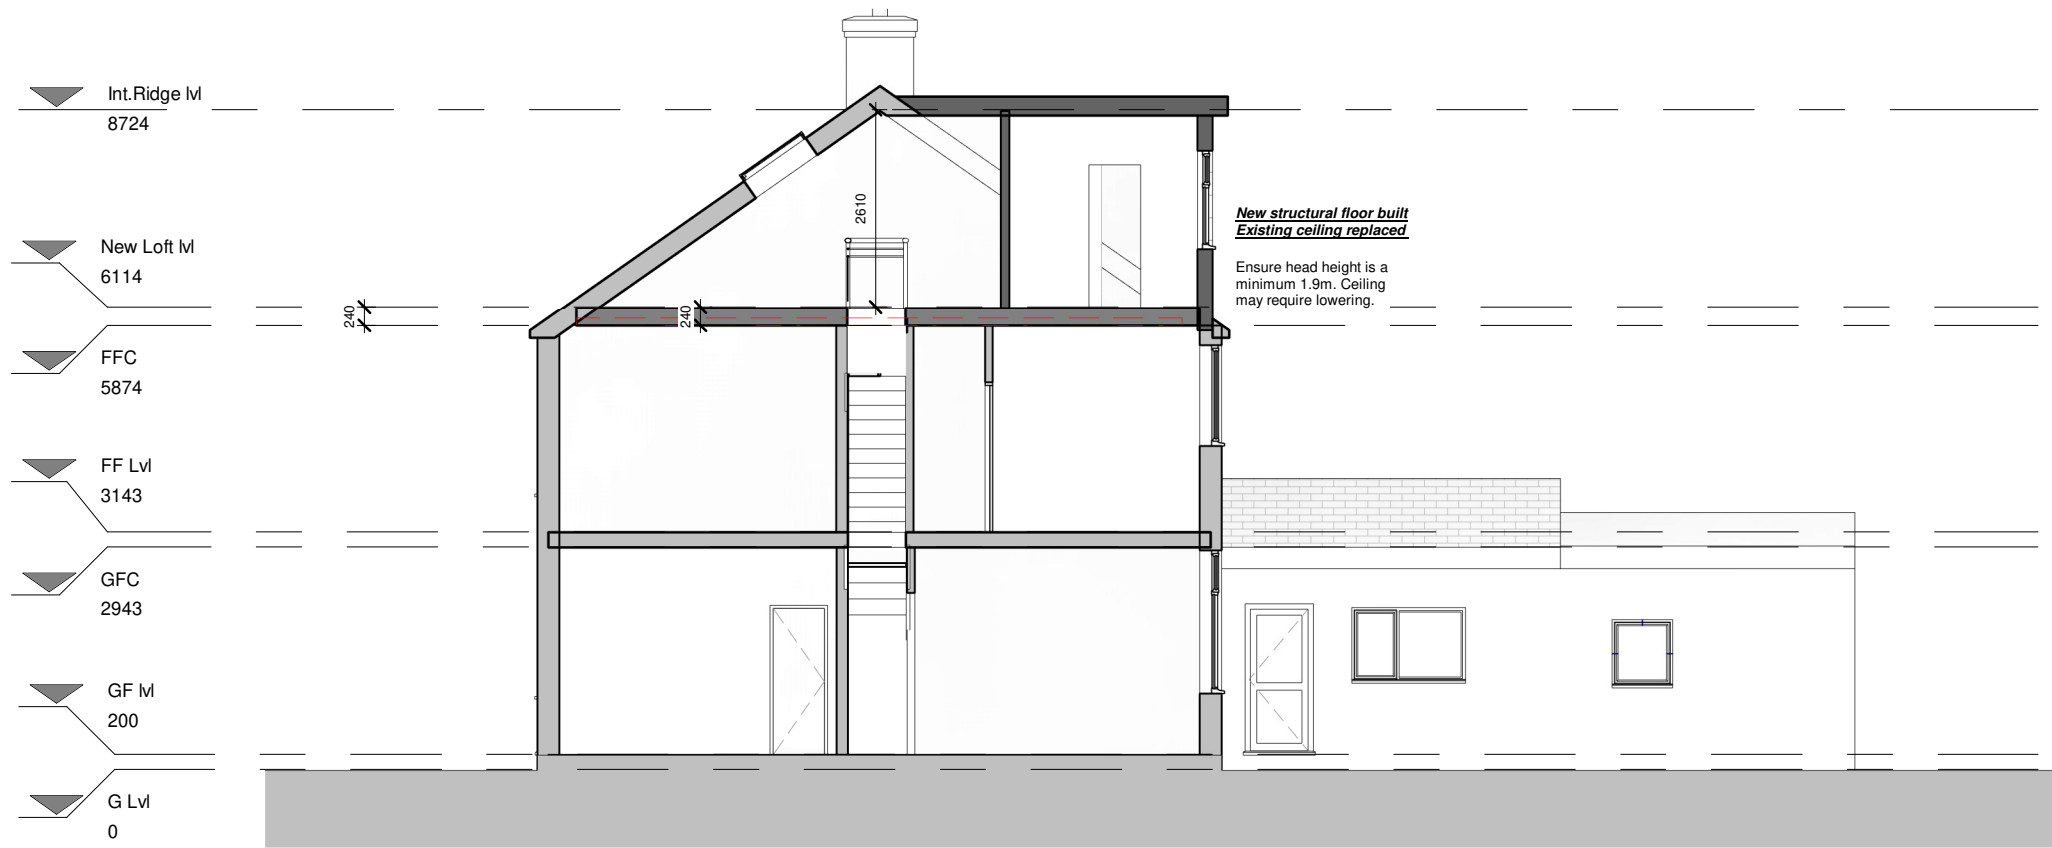 Int.Ridge lvl
8724
New Loft lvl
6114
240
240
2610
New structural floor built
Existing ceiling replaced
Ensure head height is a
minimum 1.9m. Ceiling
may require lowering.
FFC
5874
FF Lvl
3143
GFC
2943
GF lvl
200
G Lvl
0